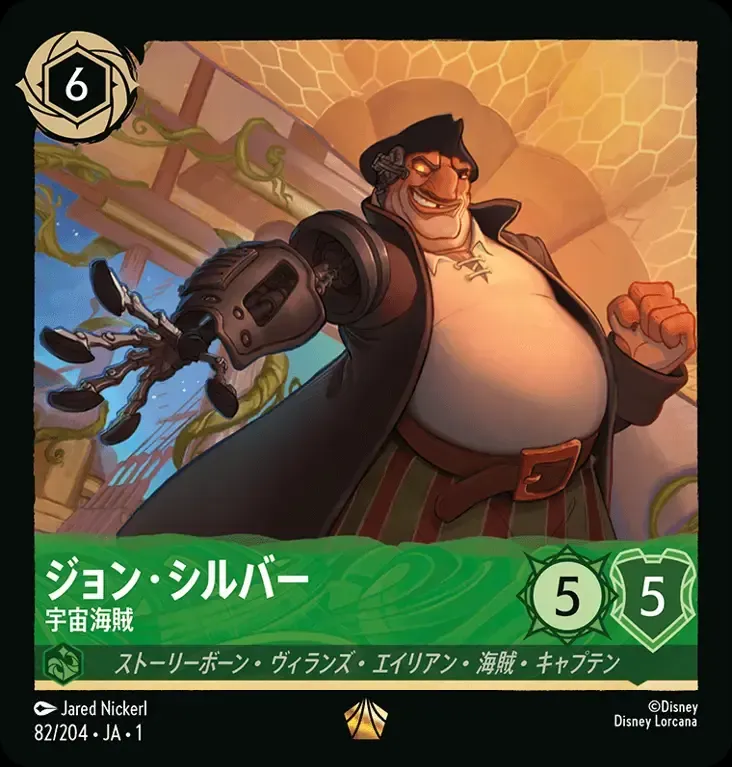 6
ジョン・シルバー
宇宙海賊
5
5
ストーリーボーン・ヴィランズ・エイリアン・海賊・キャプテン
Jared Nickerl
©Disney
82/204・JA・1
Disney Lorcana